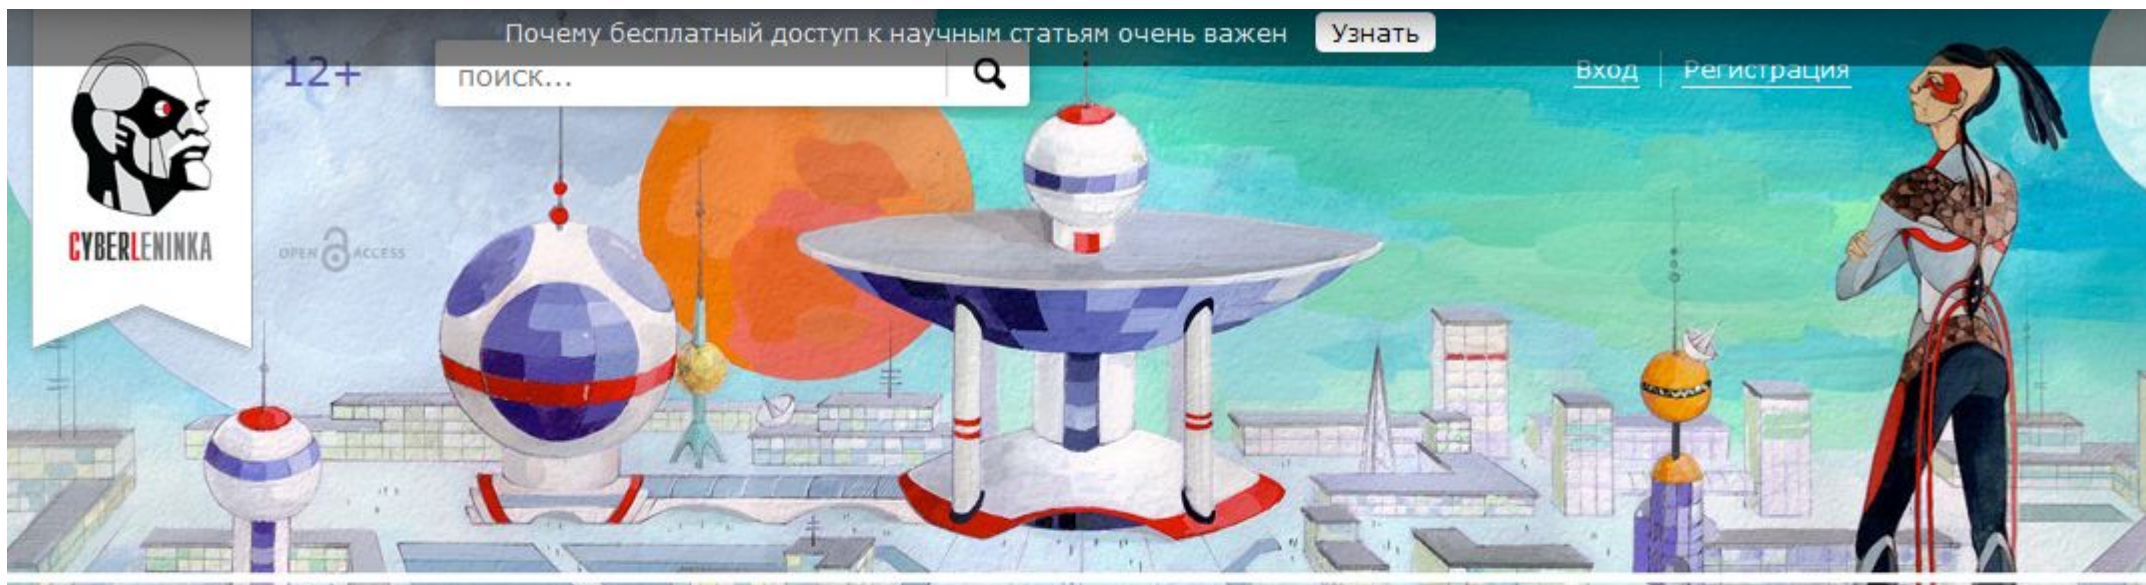 Почему бесплатный доступ к научным статьям очень важен
Узнать
12+
поиск...
Вход
Регистрация
CYBERLENINKA
OPEN ACCESS